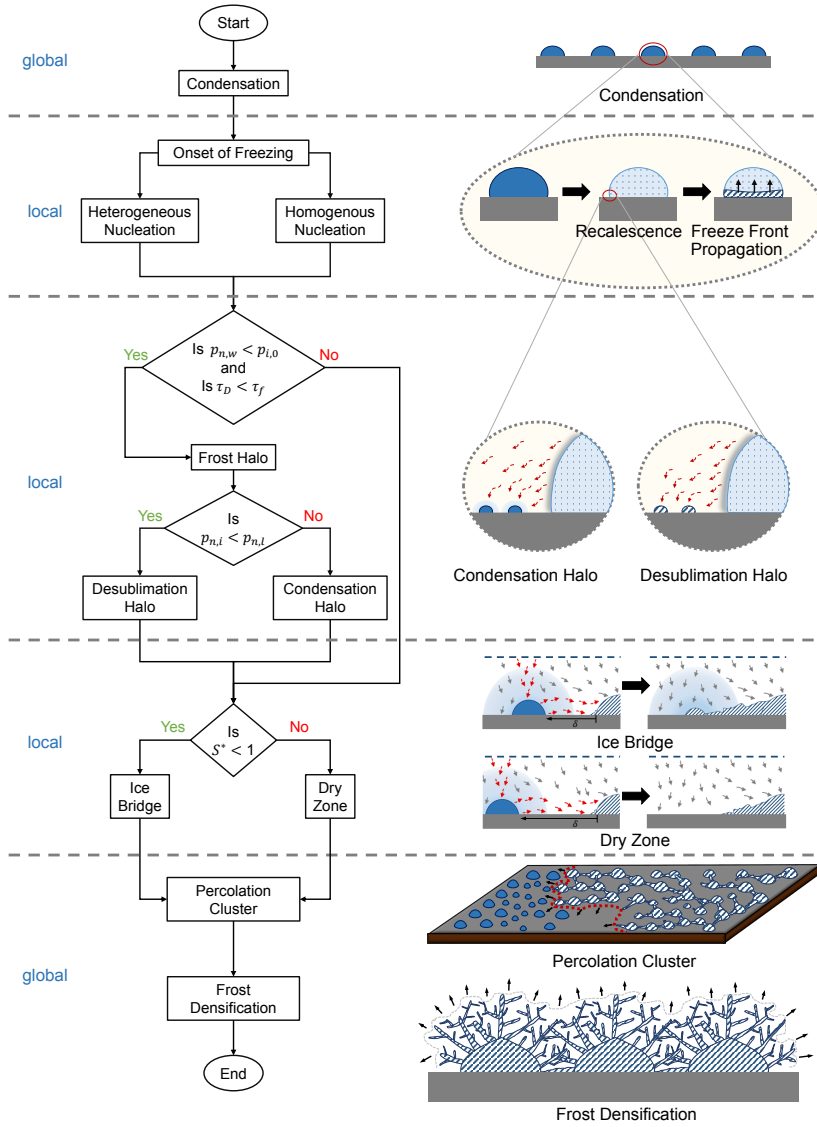 Start
global
Condensation
Condensation
Onset of Freezing
local
Heterogeneous
Nucleation
Homogenous
Nucleation
Recalescence
Freeze Front
Propagation
Yes
No
Is p_{n,w} < p_{i,0}
and
Is τ_D < τ_f
Frost Halo
local
Yes
No
Is
p_{n,i} < p_{n,l}
Desublimation
Halo
Condensation
Halo
Condensation Halo
Desublimation Halo
δ
Ice Bridge
local
Yes
No
Is
S* < 1
Ice
Bridge
Dry
Zone
δ
Dry Zone
Percolation
Cluster
Percolation Cluster
global
Frost
Densification
End
Frost Densification